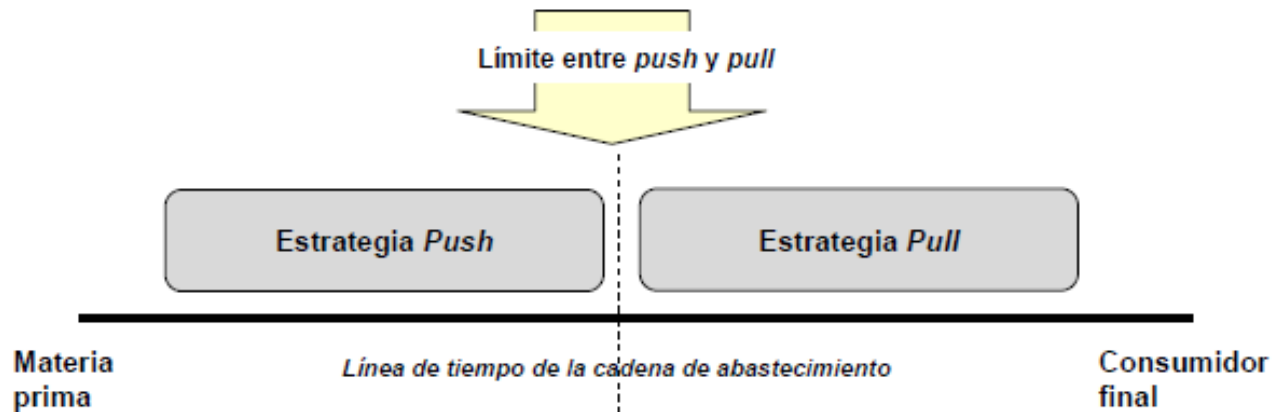 Límite entre push y pull
Estrategia Push
Estrategia Pull
Materia
prima
Línea de tiempo de la cadena de abastecimiento
Consumidor
final